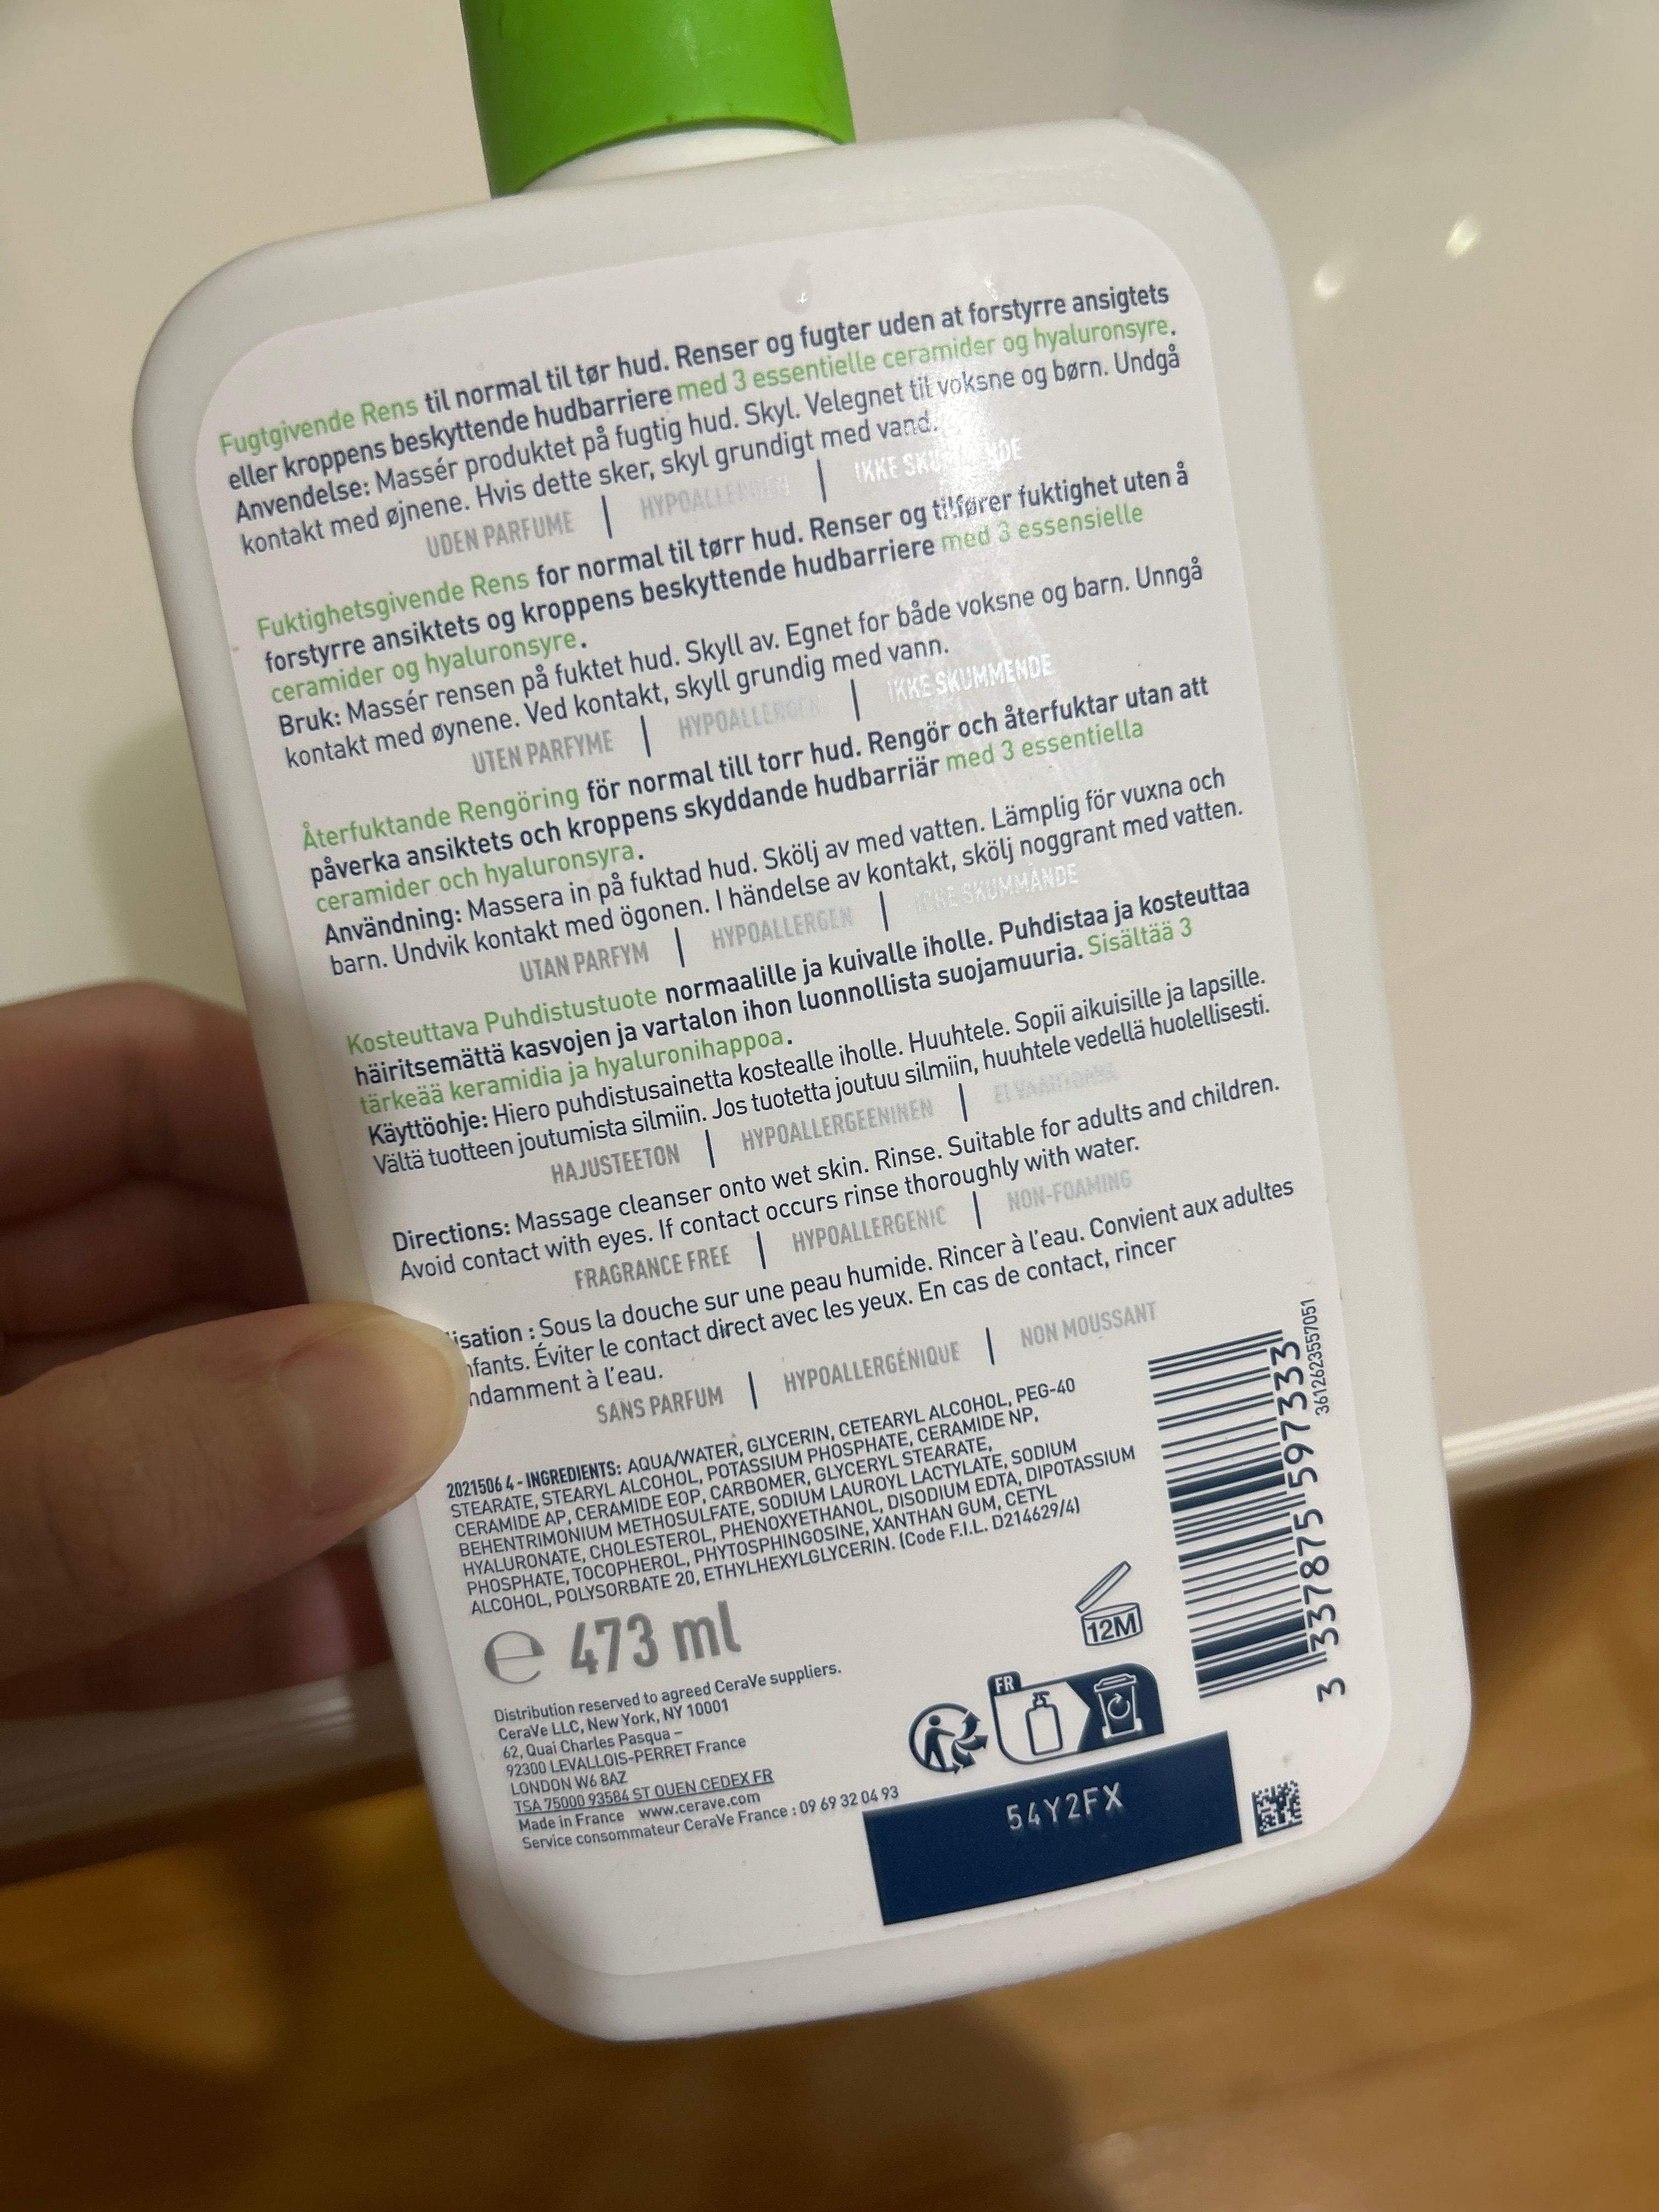 Fugtgivende Rens til normal til tør hud. Renser og fugter uden at forstyrre ansigtets
eller kroppens beskyttende hudbarriere med 3 essentielle ceramider og hyaluronsyre.
Anvendelse: Massér produktet på fugtig hud. Skyl. Velegnet til voksne og børn. Undgå
kontakt med øjnene. Hvis dette sker, skyl grundigt med vand.
UDEN PARFUME | HYPOALLERGEN | IKKE
Fuktighetsgivende Rens for normal til tørr hud. Renser og tilfører fuktighet uten å
forstyrre ansiktets og kroppens beskyttende hudbarriere med 3 essensielle
ceramider og hyaluronsyre.
Bruk: Massér rensen på fuktet hud. Skyll av. Egnet for både voksne og barn. Unngå
kontakt med øynene. Ved kontakt, skyll grundig med vann.
UTEN PARFYME | HYPOALLERGEN | IKKE SKUMMENDE
Återfuktande Rengöring för normal till torr hud. Rengör och återfuktar utan att
påverka ansiktets och kroppens skyddande hudbarriär med 3 essentiella
ceramider och hyaluronsyra.
Användning: Massera in på fuktad hud. Skölj av med vatten. Lämplig för vuxna och
barn. Undvik kontakt med ögonen. I händelse av kontakt, skölj noggrant med vatten.
UTAN PARFYM | HYPOALLERGEN | SKUMMANDE
Kosteuttava Puhdistustuote normaalille ja kuivalle iholle. Puhdistaa ja kosteuttaa
häiritsemättä kasvojen ja vartalon ihon luonnollista suojamuuria. Sisältää 3
tärkeää keramidia ja hyaluronihappoa.
Käyttöohje: Hiero puhdistusainetta kostealle iholle. Huuhtele. Sopii aikuisille ja lapsille.
Vältä tuotteen joutumista silmiin. Jos tuotetta joutuu silmiin, huuhtele vedellä huolellisesti.
HAJUSTEETON | HYPOALLERGEENINEN | EI
Directions: Massage cleanser onto wet skin. Rinse. Suitable for adults and children.
Avoid contact with eyes. If contact occurs rinse thoroughly with water.
FRAGRANCE FREE | HYPOALLERGENIC | NON-FOAMING
isation : Sous la douche sur une peau humide. Rincer à l'eau. Convient aux adultes
nfants. Éviter le contact direct avec les yeux. En cas de contact, rincer
ndamment à l'eau.
SANS PARFUM | HYPOALLERGÉNIQUE | NON MOUSSANT
2021506 4 - INGREDIENTS: AQUA/WATER, GLYCERIN, CETEARYL ALCOHOL, PEG-40
STEARATE, STEARYL ALCOHOL, POTASSIUM PHOSPHATE, CERAMIDE NP,
CERAMIDE AP, CERAMIDE EOP, CARBOMER, GLYCERYL STEARATE,
BEHENTRIMONIUM METHOSULFATE, SODIUM LAUROYL LACTYLATE, SODIUM
HYALURONATE, CHOLESTEROL, PHENOXYETHANOL, DISODIUM EDTA, DIPOTASSIUM
PHOSPHATE, TOCOPHEROL, PHYTOSPHINGOSINE, XANTHAN GUM, CETYL
ALCOHOL, POLYSORBATE 20, ETHYLHEXYLGLYCERIN. (Code F.I.L. D214629/4)
e 473 ml
12M
Distribution reserved to agreed CeraVe suppliers.
CeraVe LLC, New York, NY 10001
62, Quai Charles Pasqua –
92300 LEVALLOIS-PERRET France
LONDON W6 8AZ
TSA 75000 93584 ST OUEN CEDEX FR
Made in France www.cerave.com
Service consommateur CeraVe France : 09 69 32 04 93
FR
54Y2FX
3 337875 597333
3612623557051